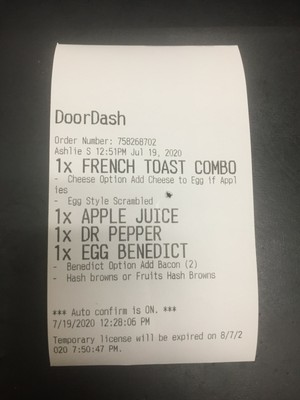 DoorDash
Order Number: 758268702
Ashlie S 12:51PM Jul 19, 2020
1x FRENCH TOAST COMBO
- Cheese Option Add Cheese to Egg if Appl
ies
- Egg Style Scrambled
1x APPLE JUICE
1x DR PEPPER
1x EGG BENEDICT
- Benedict Option Add Bacon (2)
- Hash browns or Fruits Hash Browns
*** Auto confirm is ON. ***
7/19/2020 12:28:06 PM
Temporary license will be expired on 8/7/2
020 7:50:47 PM.